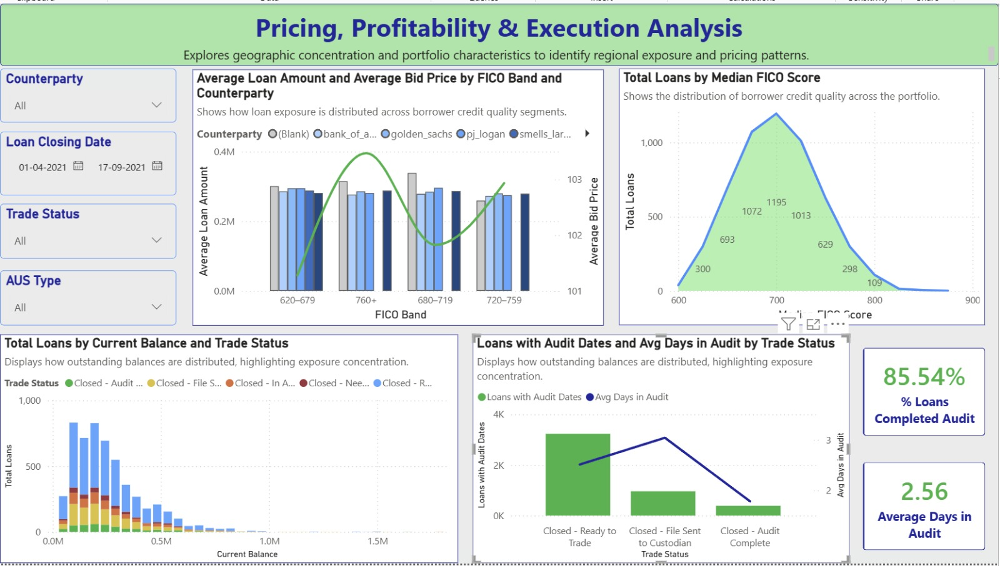 Pricing, Profitability & Execution Analysis
Explores geographic concentration and portfolio characteristics to identify regional exposure and pricing patterns.
Counterparty
All
Loan Closing Date
01-04-2021 17-09-2021
Trade Status
All
AUS Type
All
Average Loan Amount and Average Bid Price by FICO Band and
Counterparty
Shows how loan exposure is distributed across borrower credit quality segments.
Counterparty (Blank) bank_of_a... golden_sachs pj_logan smells_lar...
Average Loan Amount
0.4M
0.2M
0.0M
103
102
101
Average Bid Price
620–679 760+ 680–719 720–759
FICO Band
Total Loans by Median FICO Score
Shows the distribution of borrower credit quality across the portfolio.
Total Loans
1,000
500
0
300
693
1072
1195
1013
629
298
109
600 700 800 900
Median FICO Score
Total Loans by Current Balance and Trade Status
Displays how outstanding balances are distributed, highlighting exposure concentration.
Trade Status Closed - Audit ... Closed - File S... Closed - In A... Closed - Nee... Closed - R...
Total Loans
1,000
500
0
0.0M 0.5M 1.0M 1.5M
Current Balance
Loans with Audit Dates and Avg Days in Audit by Trade Status
Displays how outstanding balances are distributed, highlighting exposure
concentration.
Loans with Audit Dates Avg Days in Audit
Loans with Audit Dates
4K
2K
0K
3
2
Avg Days in Audit
Closed - Ready to
Trade
Closed - File Sent
to Custodian
Closed - Audit
Complete
Trade Status
85.54%
% Loans
Completed Audit
2.56
Average Days in
Audit